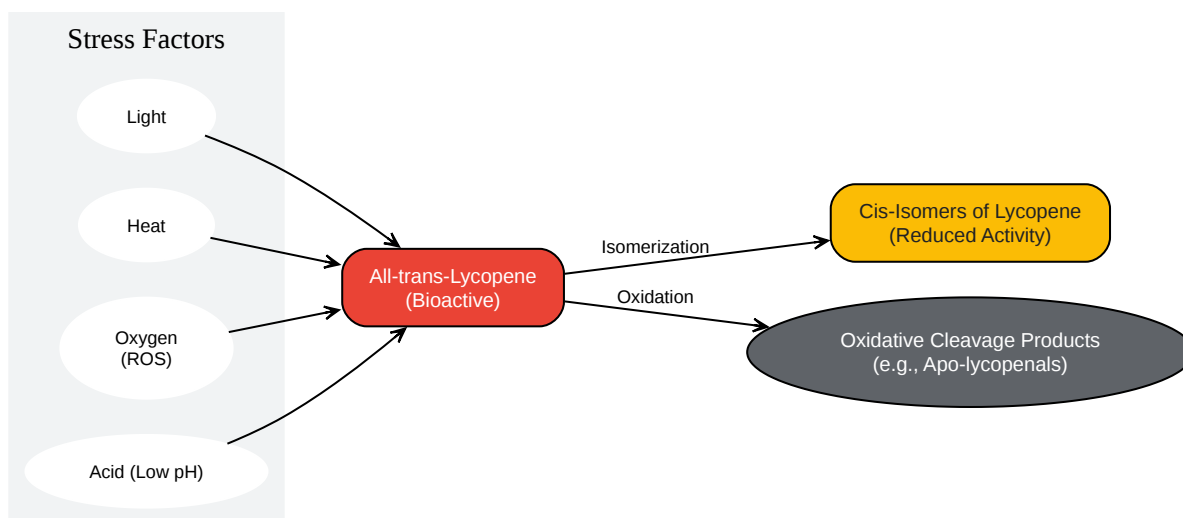 Stress Factors
Light
Heat
Oxygen
(ROS)
Acid (Low pH)
All-trans-Lycopene
(Bioactive)
Isomerization
Oxidation
Cis-Isomers of Lycopene
(Reduced Activity)
Oxidative Cleavage Products
(e.g., Apo-lycopenals)